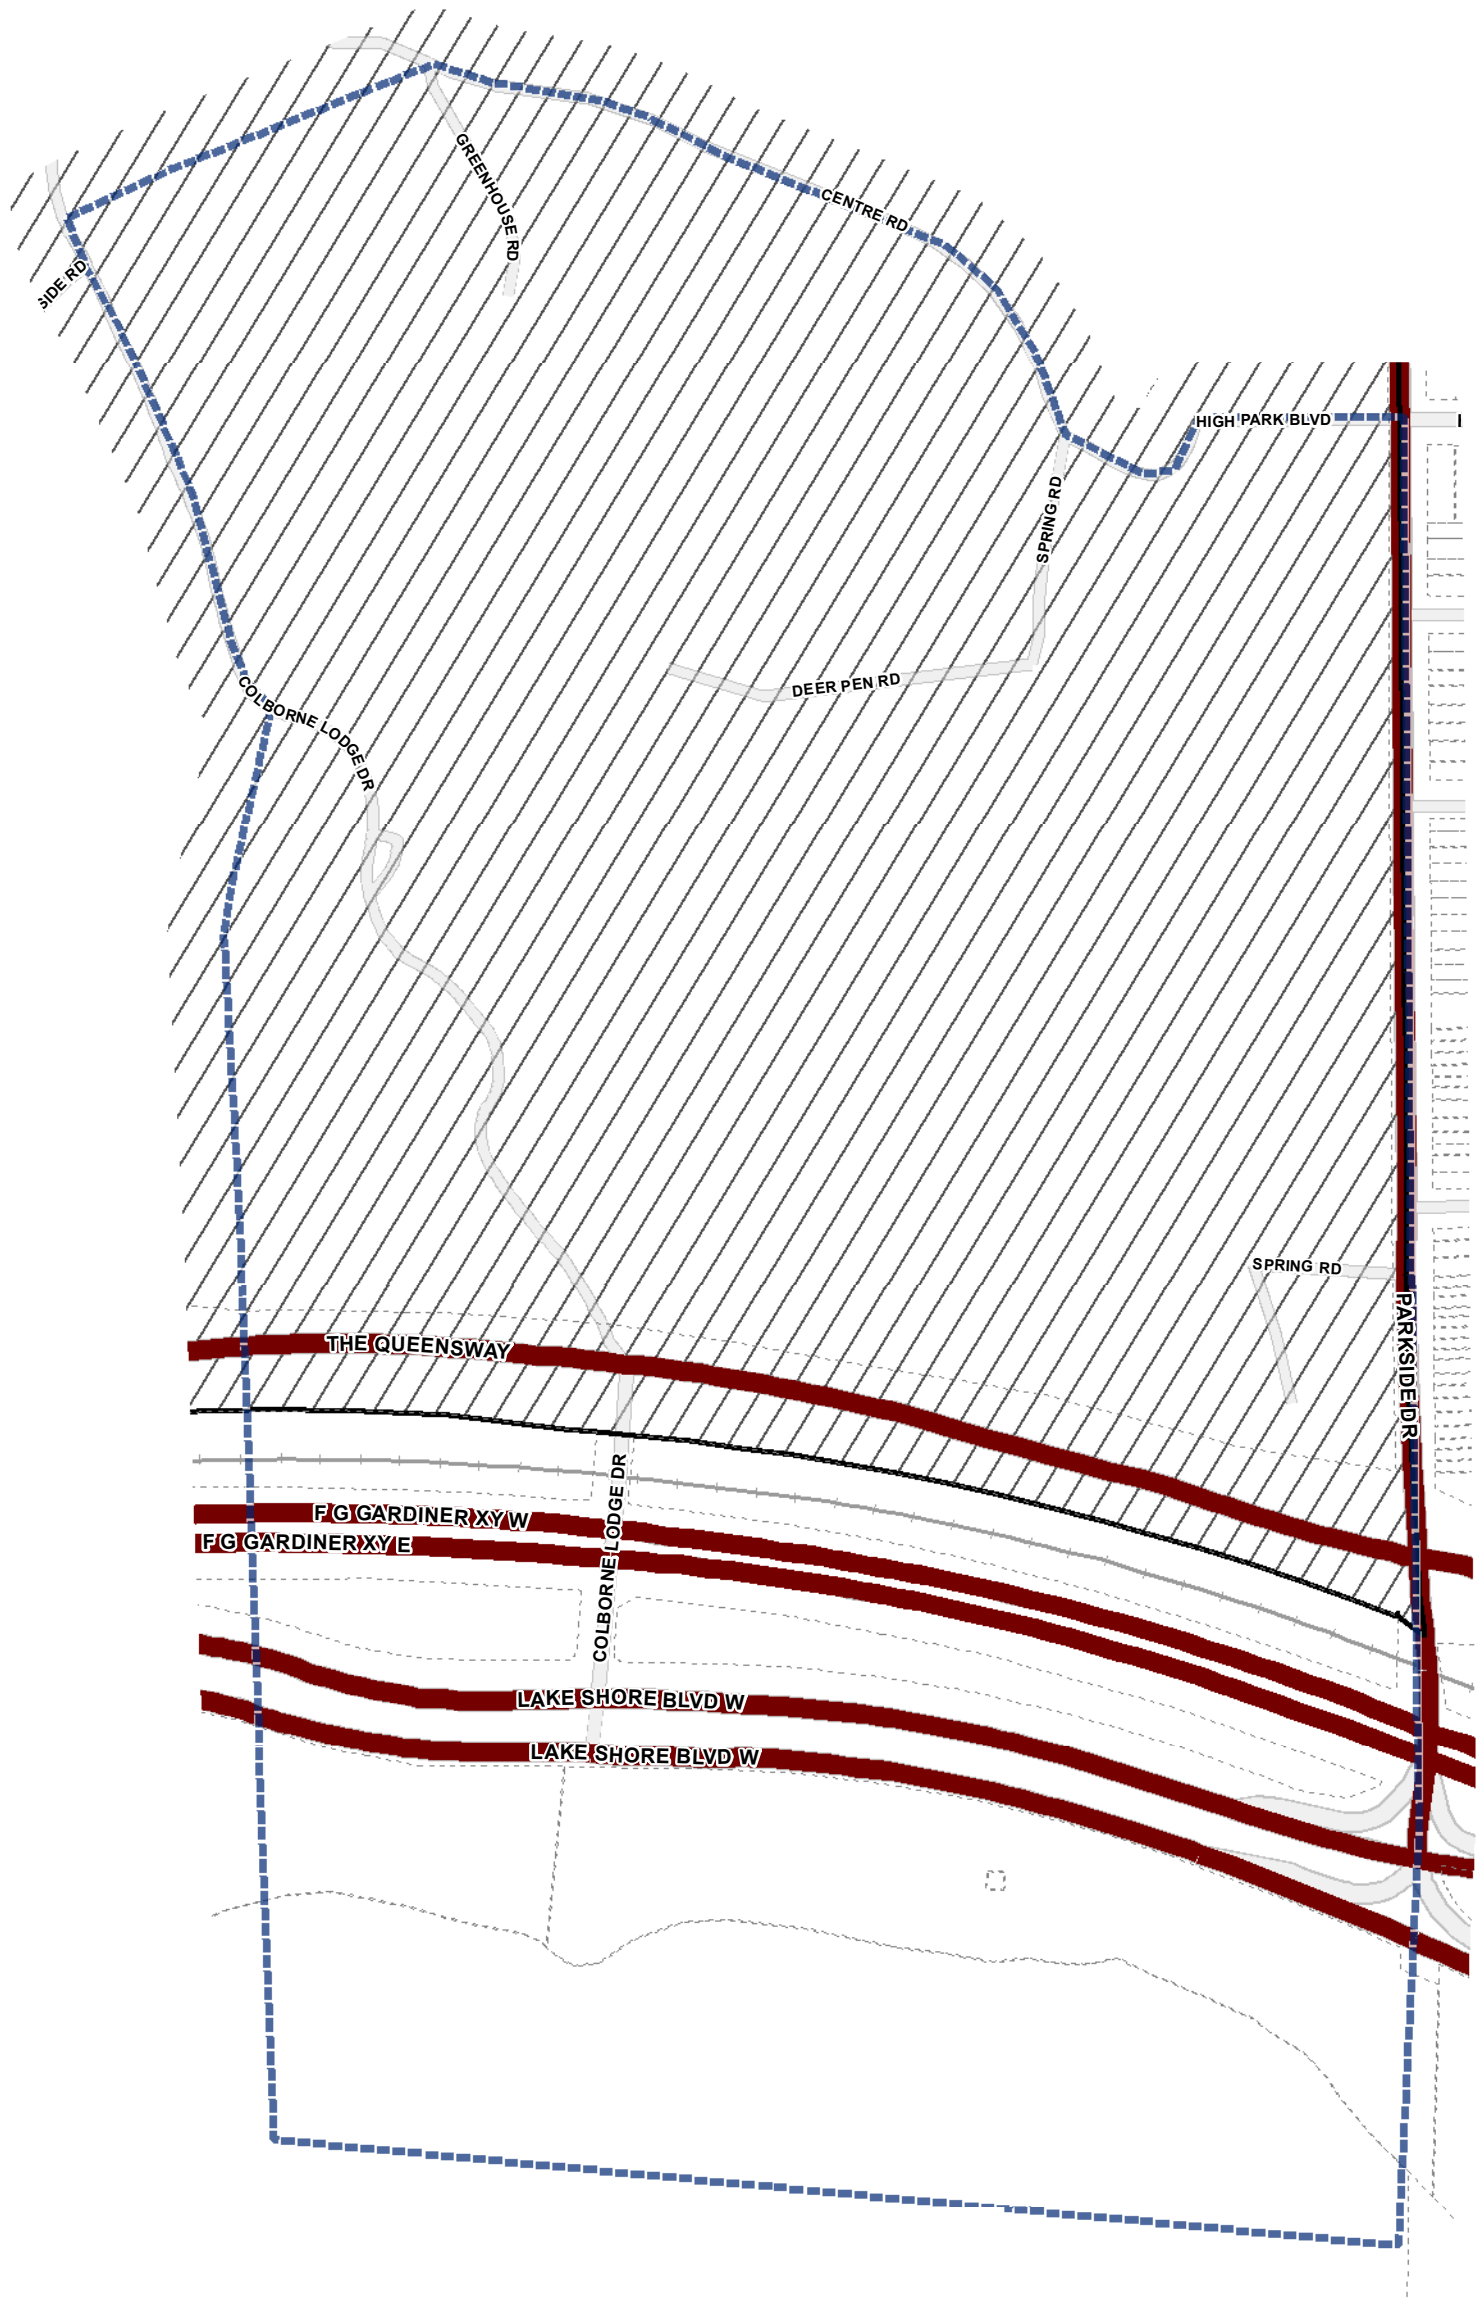 GREENHOUSE RD
CENTRE RD
SIDE RD
HIGH PARK BLVD
SPRING RD
DEER PEN RD
COLBORNE LODGE DR
SPRING RD
PARKSIDE DR
THE QUEENSWAY
F G GARDINER XY W
F G GARDINER XY E
COLBORNE LODGE DR
LAKE SHORE BLVD W
LAKE SHORE BLVD W